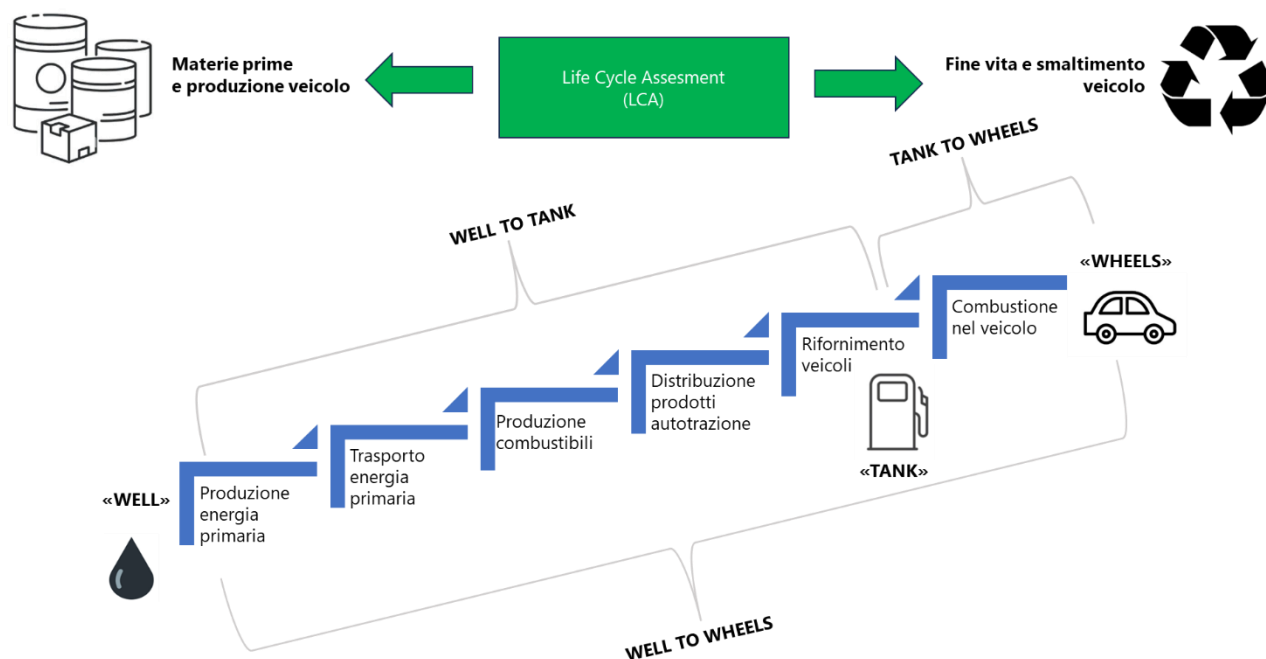 Materie prime
e produzione veicolo
Life Cycle Assesment
(LCA)
Fine vita e smaltimento
veicolo
TANK TO WHEELS
WELL TO TANK
«WHEELS»
Combustione
nel veicolo
Rifornimento
veicoli
Distribuzione
prodotti
autotrazione
Produzione
combustibili
Trasporto
energia
primaria
«TANK»
«WELL»
Produzione
energia
primaria
WELL TO WHEELS